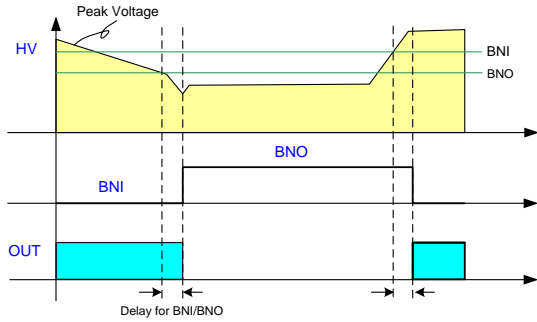 Peak Voltage
HV
BNI
BNO
BNO
BNI
OUT
Delay for BNI/BNO